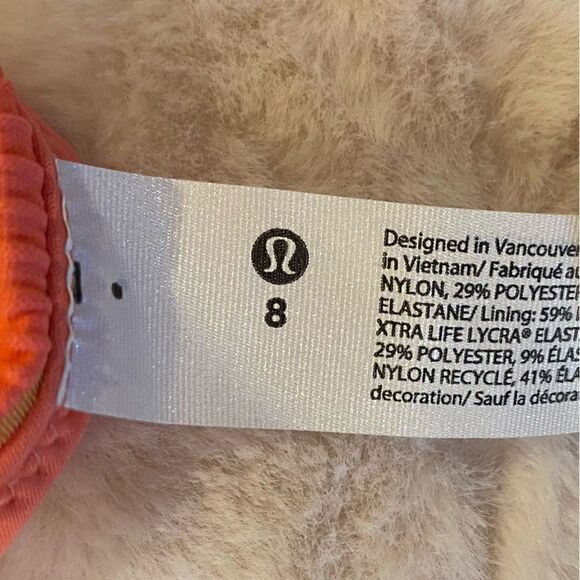 8
Designed in Vancouver
in Vietnam/ Fabriqué au
NYLON, 29% POLYESTER
ELASTANE/ Lining: 59%
XTRA LIFE LYCRA® ELAST
29% POLYESTER, 9% ÉLAS
NYLON RECYCLÉ, 41% ÉLA
decoration/ Sauf la décora